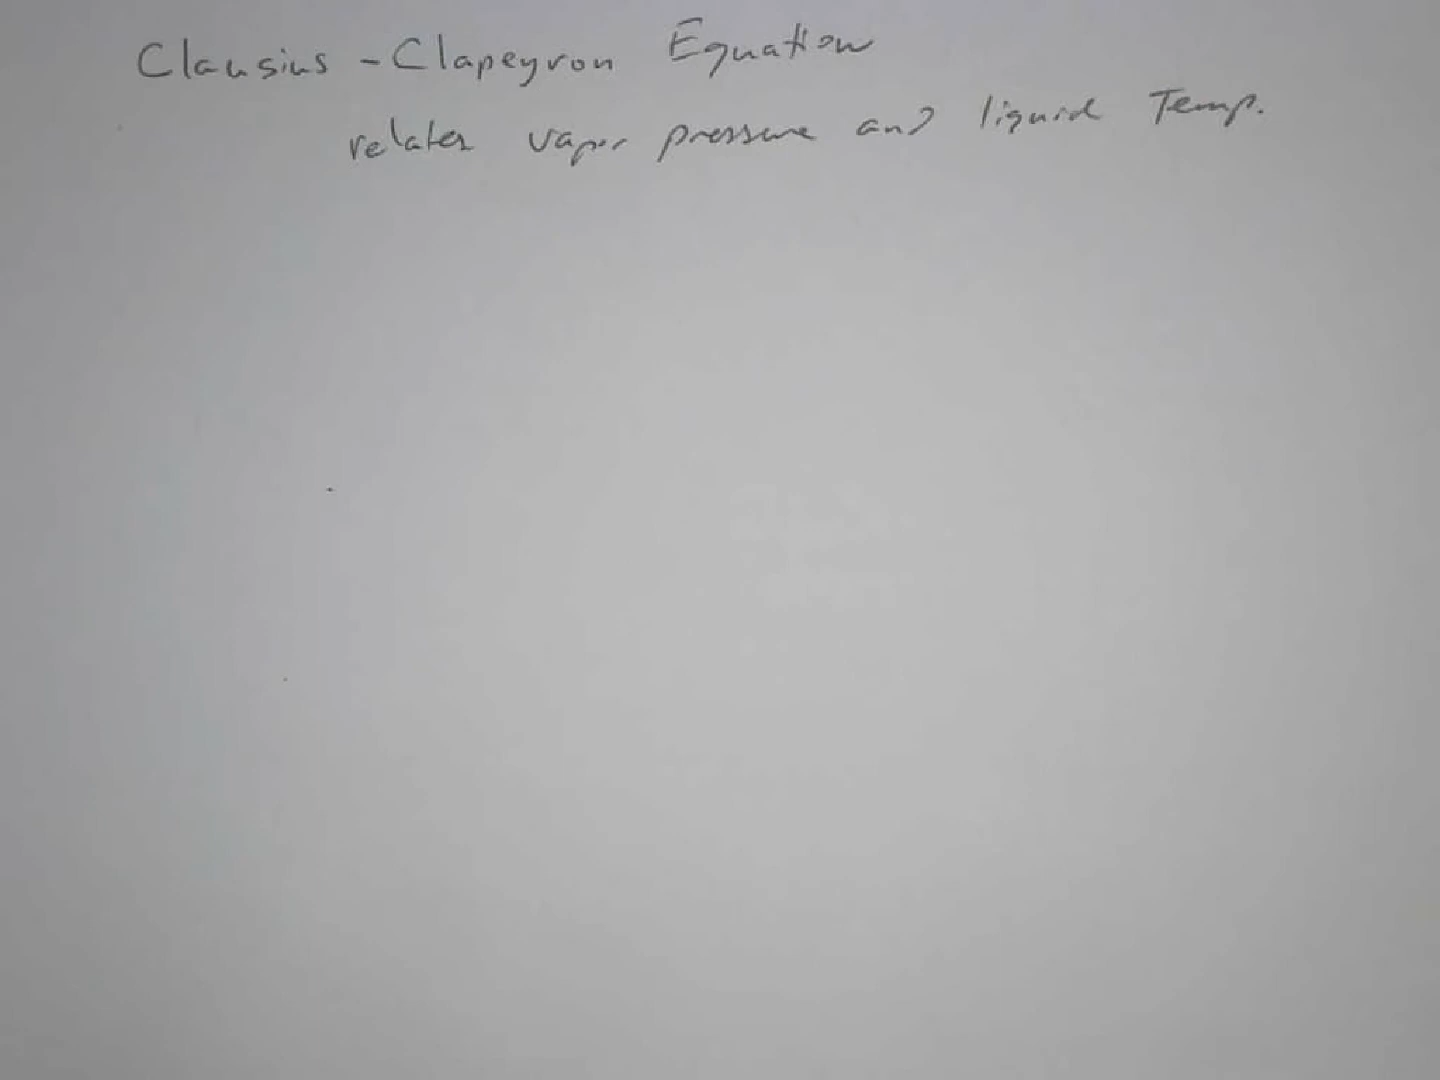 Clausius - Clapeyron Equation
relates vapor pressure and liquid Temp.